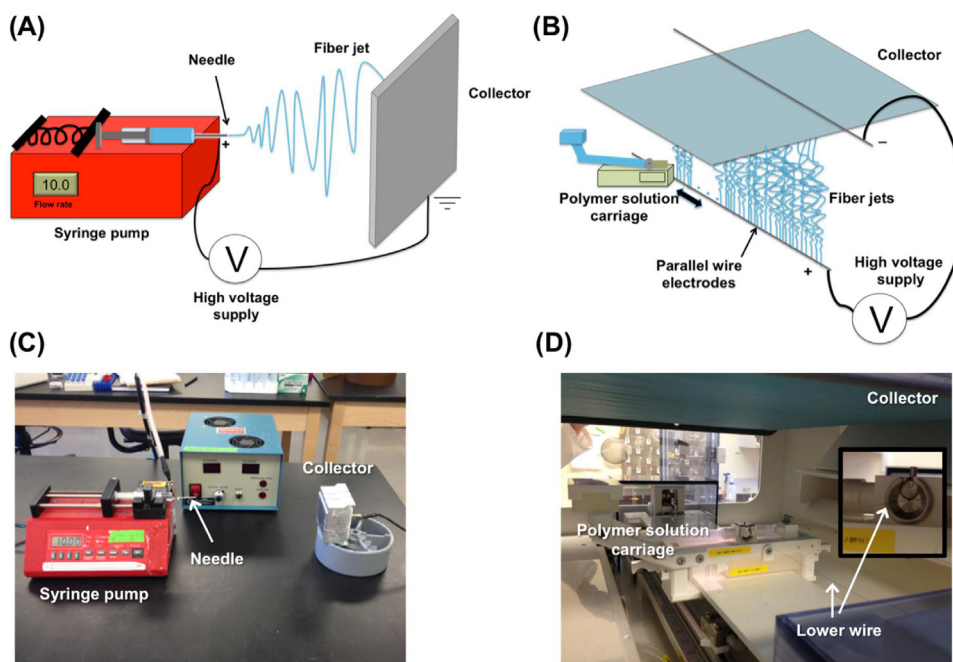 (A)
Needle
Fiber jet
Collector
+
10.0
Flow rate
Syringe pump
V
High voltage
supply
(B)
Collector
−
Polymer solution
carriage
Fiber jets
Parallel wire
electrodes
+
High voltage
supply
V
(C)
Collector
Needle
Syringe pump
(D)
Collector
Polymer solution
carriage
Lower wire